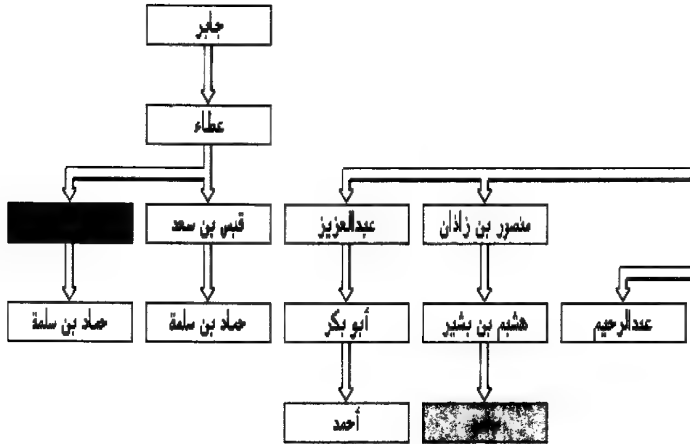 جابر
عطاء
قيس بن سعد
عبدالعزيز
منصور بن زاذان
حماد بن سلمة
حماد بن سلمة
أبو بكر
هشيم بن بشير
عبدالرحيم
أحمد